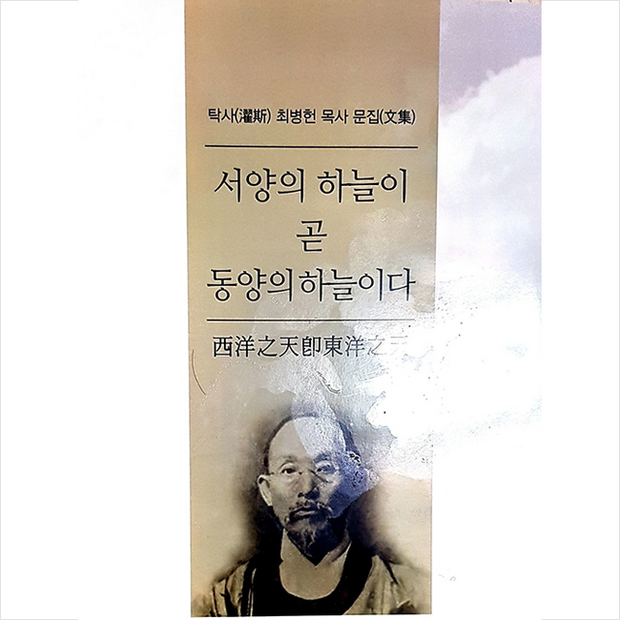 탁사(濯斯) 최병헌 목사 문집(文集)
서양의 하늘이
곧
동양의 하늘이다
西洋之天卽東洋之